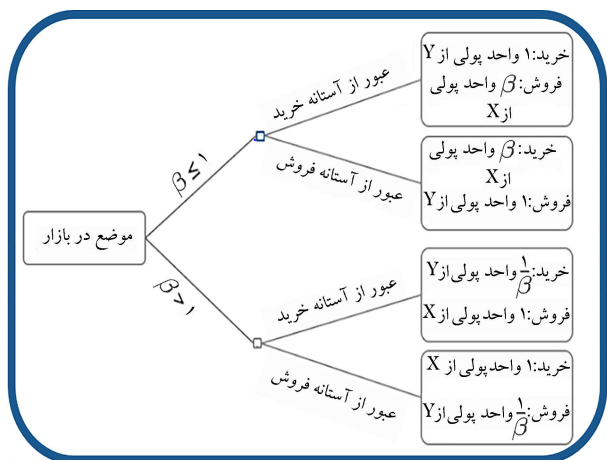 موضع در بازار
β ≤ ۱
عبور از آستانه خرید
خرید:۱ واحد پولی از Y
فروش:β واحد پولی
از X
عبور از آستانه فروش
خرید:β واحد پولی
از X
فروش:۱ واحد پولی از Y
β > ۱
عبور از آستانه خرید
خرید:۱/β واحد پولی از Y
فروش:۱ واحد پولی از X
عبور از آستانه فروش
خرید:۱ واحد پولی از X
فروش:۱/β واحد پولی از Y